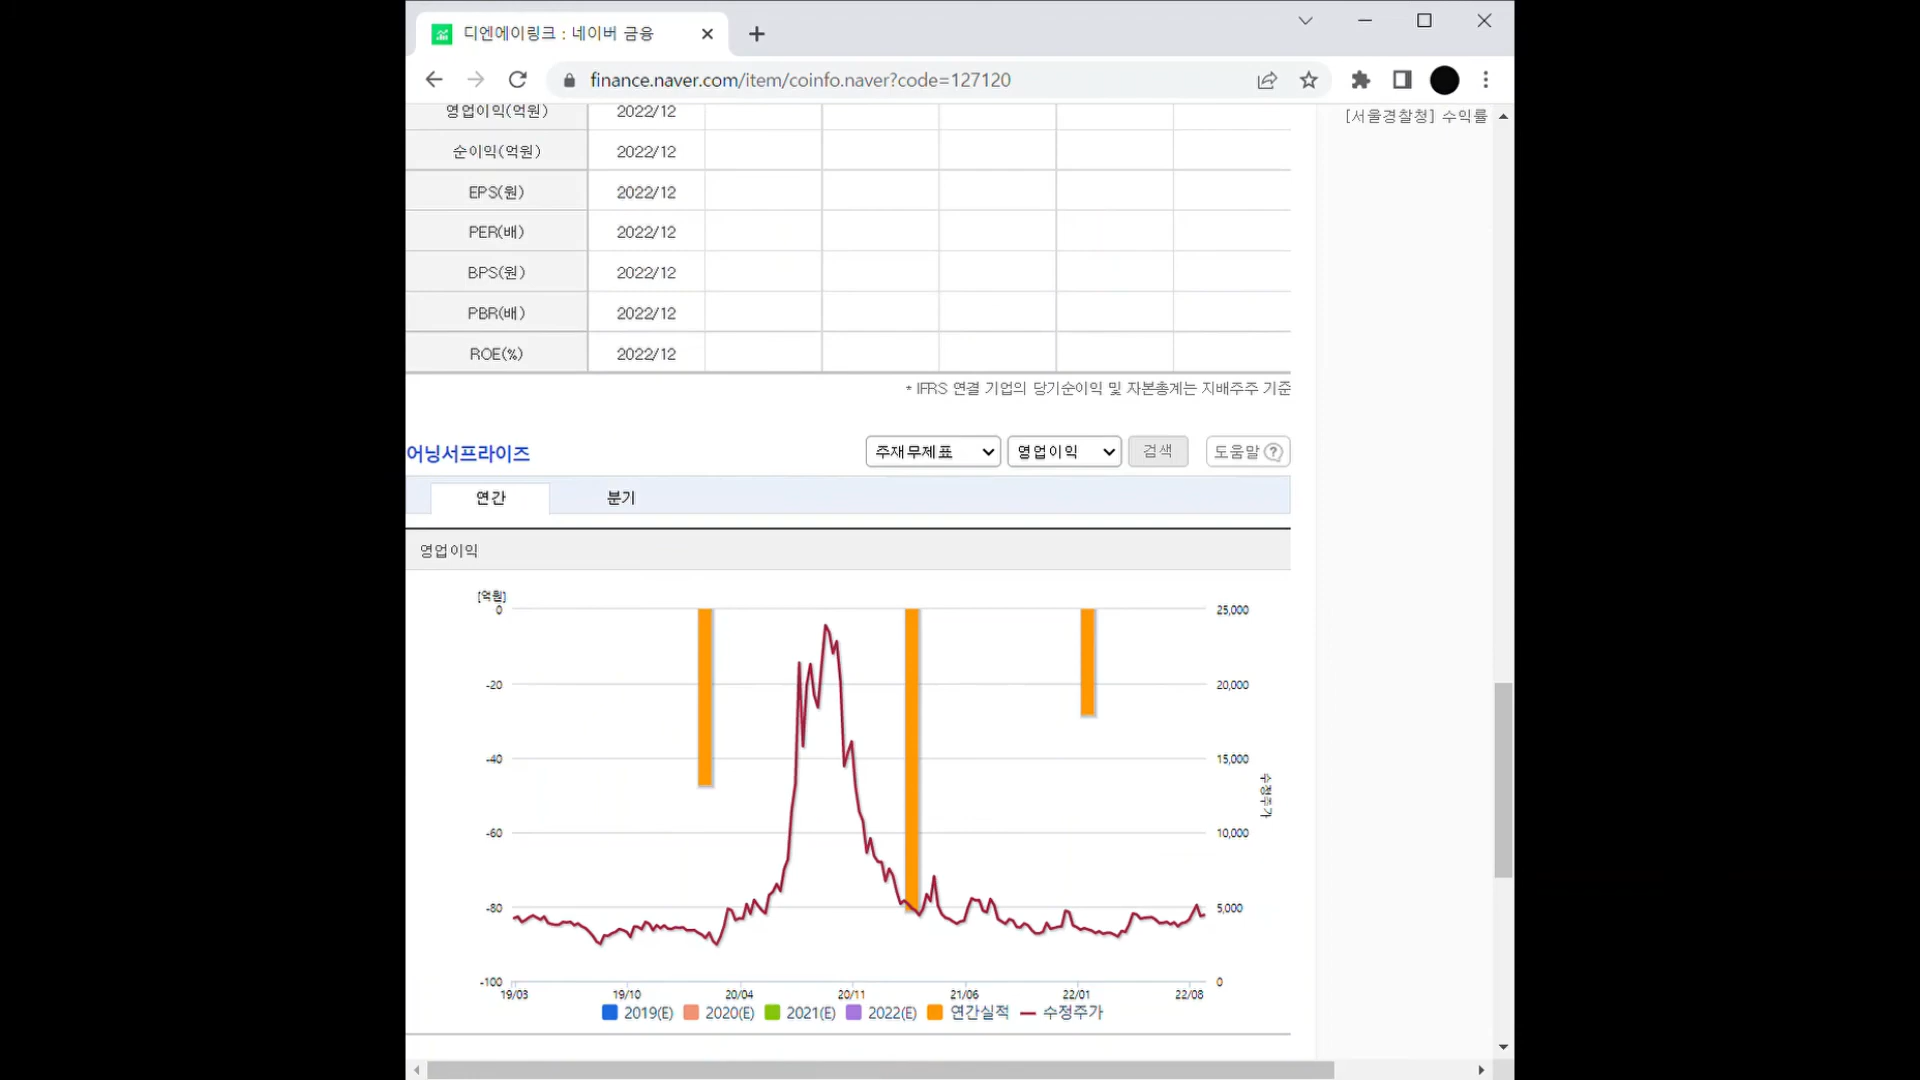 디엔에이링크 : 네이버 금융
finance.naver.com/item/coinfo.naver?code=127120
[서울경찰청] 수익률
영업이익(억원) 2022/12
순이익(억원) 2022/12
EPS(원) 2022/12
PER(배) 2022/12
BPS(원) 2022/12
PBR(배) 2022/12
ROE(%) 2022/12
* IFRS 연결 기업의 당기순이익 및 자본총계는 지배주주 기준
어닝서프라이즈 주재무제표 영업이익 검색 도움말 ?
연간 분기
영업이익
[억원]
0 25,000
-20 20,000
-40 15,000
수정주가
-60 10,000
-80 5,000
-100 0
19/03 19/10 20/04 20/11 21/06 22/01 22/08
2019(E) 2020(E) 2021(E) 2022(E) 연간실적 수정주가